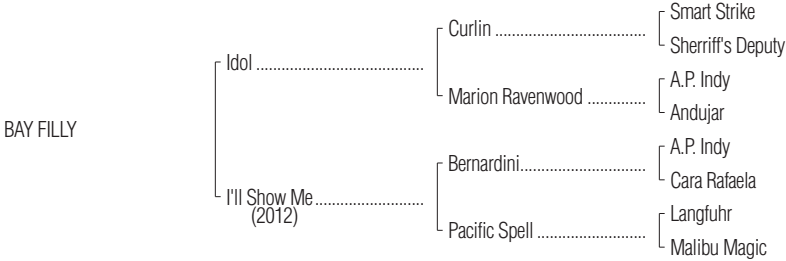 Smart Strike
Curlin ...................................
Sherriff's Deputy
Idol .......................................
A.P. Indy
Marion Ravenwood ..............
Andujar
BAY FILLY
A.P. Indy
Bernardini..............................
Cara Rafaela
I'll Show Me.........................
(2012)
Langfuhr
Pacific Spell .........................
Malibu Magic